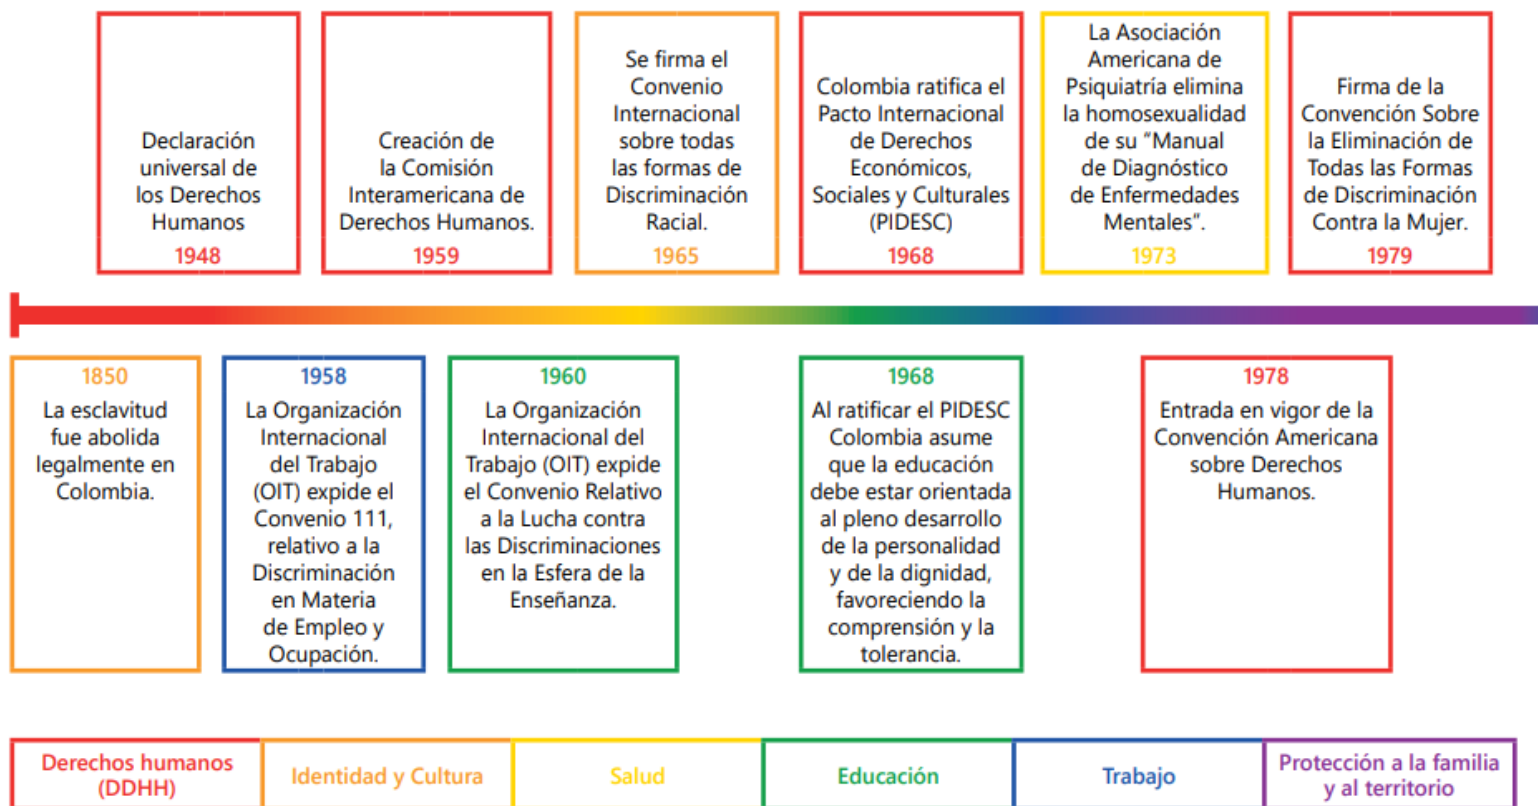 Declaración
universal de
los Derechos
Humanos
1948
Creación de
la Comisión
Interamericana de
Derechos Humanos.
1959
Se firma el
Convenio
Internacional
sobre todas
las formas de
Discriminación
Racial.
1965
Colombia ratifica el
Pacto Internacional
de Derechos
Económicos,
Sociales y Culturales
(PIDESC)
1968
La Asociación
Americana de
Psiquiatría elimina
la homosexualidad
de su “Manual
de Diagnóstico
de Enfermedades
Mentales”.
1973
Firma de la
Convención Sobre
la Eliminación de
Todas las Formas
de Discriminación
Contra la Mujer.
1979
1850
La esclavitud
fue abolida
legalmente en
Colombia.
1958
La Organización
Internacional
del Trabajo
(OIT) expide el
Convenio 111,
relativo a la
Discriminación
en Materia
de Empleo y
Ocupación.
1960
La Organización
Internacional del
Trabajo (OIT) expide
el Convenio Relativo
a la Lucha contra
las Discriminaciones
en la Esfera de la
Enseñanza.
1968
Al ratificar el PIDESC
Colombia asume
que la educación
debe estar orientada
al pleno desarrollo
de la personalidad
y de la dignidad,
favoreciendo la
comprensión y la
tolerancia.
1978
Entrada en vigor de la
Convención Americana
sobre Derechos
Humanos.
Derechos humanos
(DDHH)
Identidad y Cultura
Salud
Educación
Trabajo
Protección a la familia
y al territorio